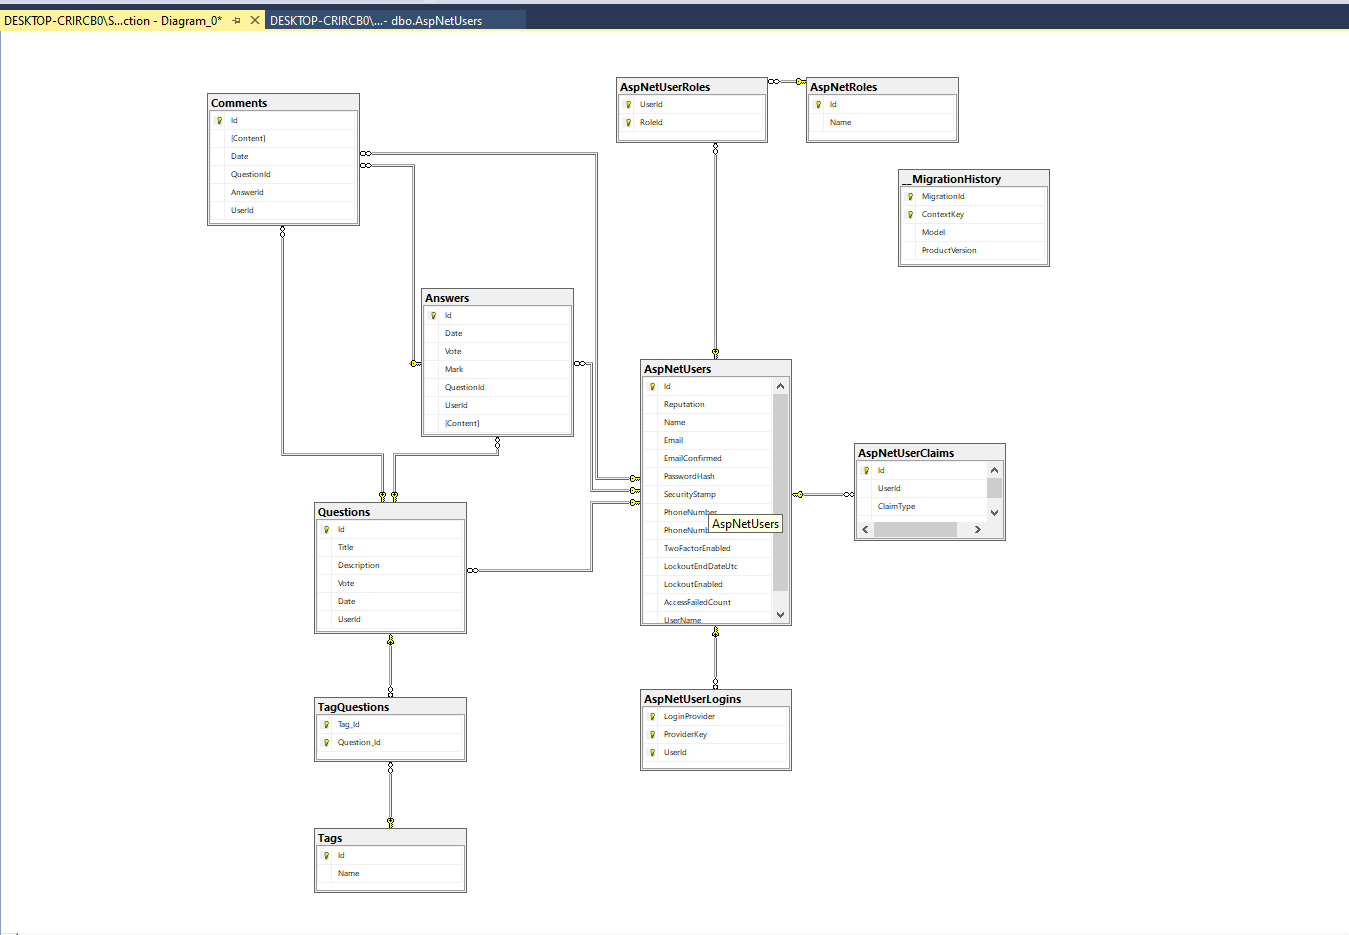 DESKTOP-CRIRCB0\S...ction - Diagram_0*
DESKTOP-CRIRCB0\...- dbo.AspNetUsers
Comments
Id
[Content]
Date
QuestionId
AnswerId
UserId
AspNetUserRoles
UserId
RoleId
AspNetRoles
Id
Name
__MigrationHistory
MigrationId
ContextKey
Model
ProductVersion
Answers
Id
Date
Vote
Mark
QuestionId
UserId
[Content]
AspNetUsers
Id
Reputation
Name
Email
EmailConfirmed
PasswordHash
SecurityStamp
PhoneNumber
PhoneNumb
TwoFactorEnabled
LockoutEndDateUtc
LockoutEnabled
AccessFailedCount
UserName
AspNetUsers
AspNetUserClaims
Id
UserId
ClaimType
Questions
Id
Title
Description
Vote
Date
UserId
AspNetUserLogins
LoginProvider
ProviderKey
UserId
TagQuestions
Tag_Id
Question_Id
Tags
Id
Name